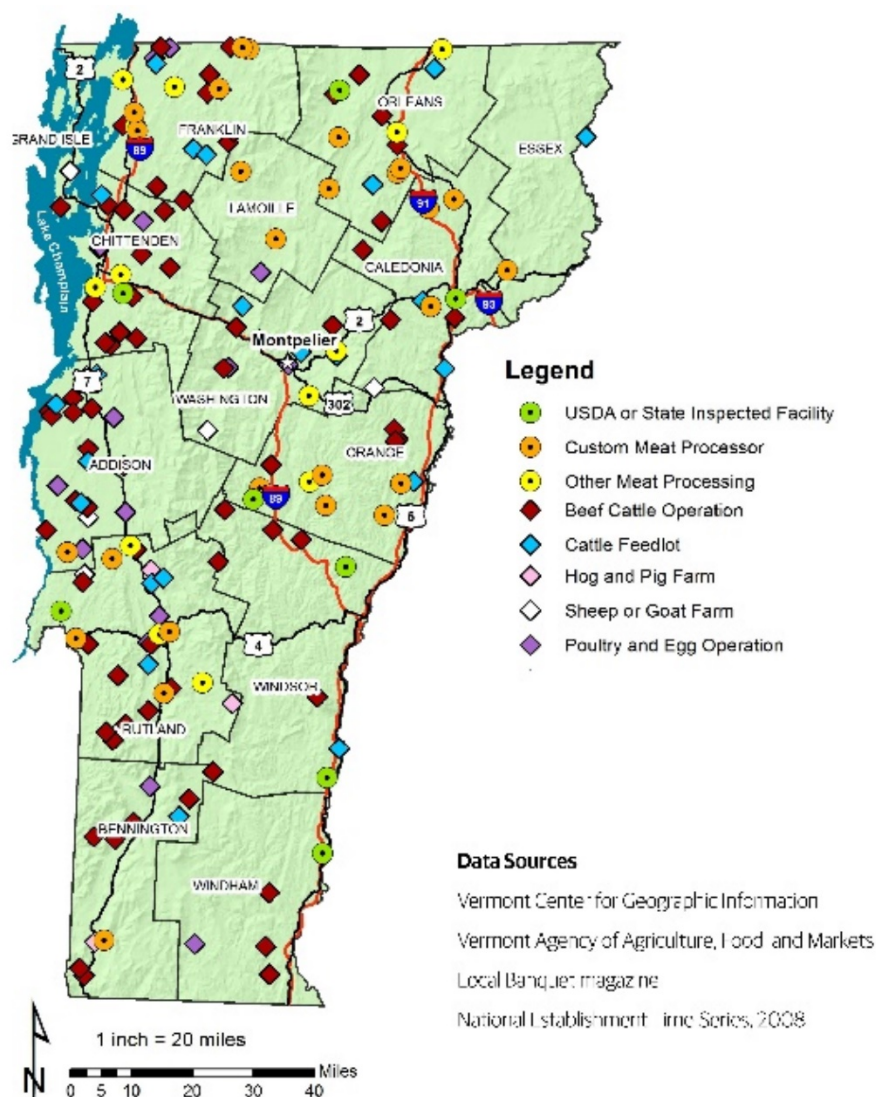 2
ORLEANS
FRANKLIN
GRAND ISLE
89
ESSEX
LAMOILLE
91
Lake Champlain
CHITTENDEN
CALEDONIA
93
2
Montpelier
7
WASHINGTON
302
ORANGE
ADDISON
89
5
4
WINDSOR
RUTLAND
BENNINGTON
WINDHAM
Legend
USDA or State Inspected Facility
Custom Meat Processor
Other Meat Processing
Beef Cattle Operation
Cattle Feedlot
Hog and Pig Farm
Sheep or Goat Farm
Poultry and Egg Operation
Data Sources
Vermont Center for Geographic Information
Vermont Agency of Agriculture, Food and Markets
Local Banquet magazine
National Establishment Time Series, 2008
1 inch = 20 miles
Miles
0 5 10 20 30 40
N